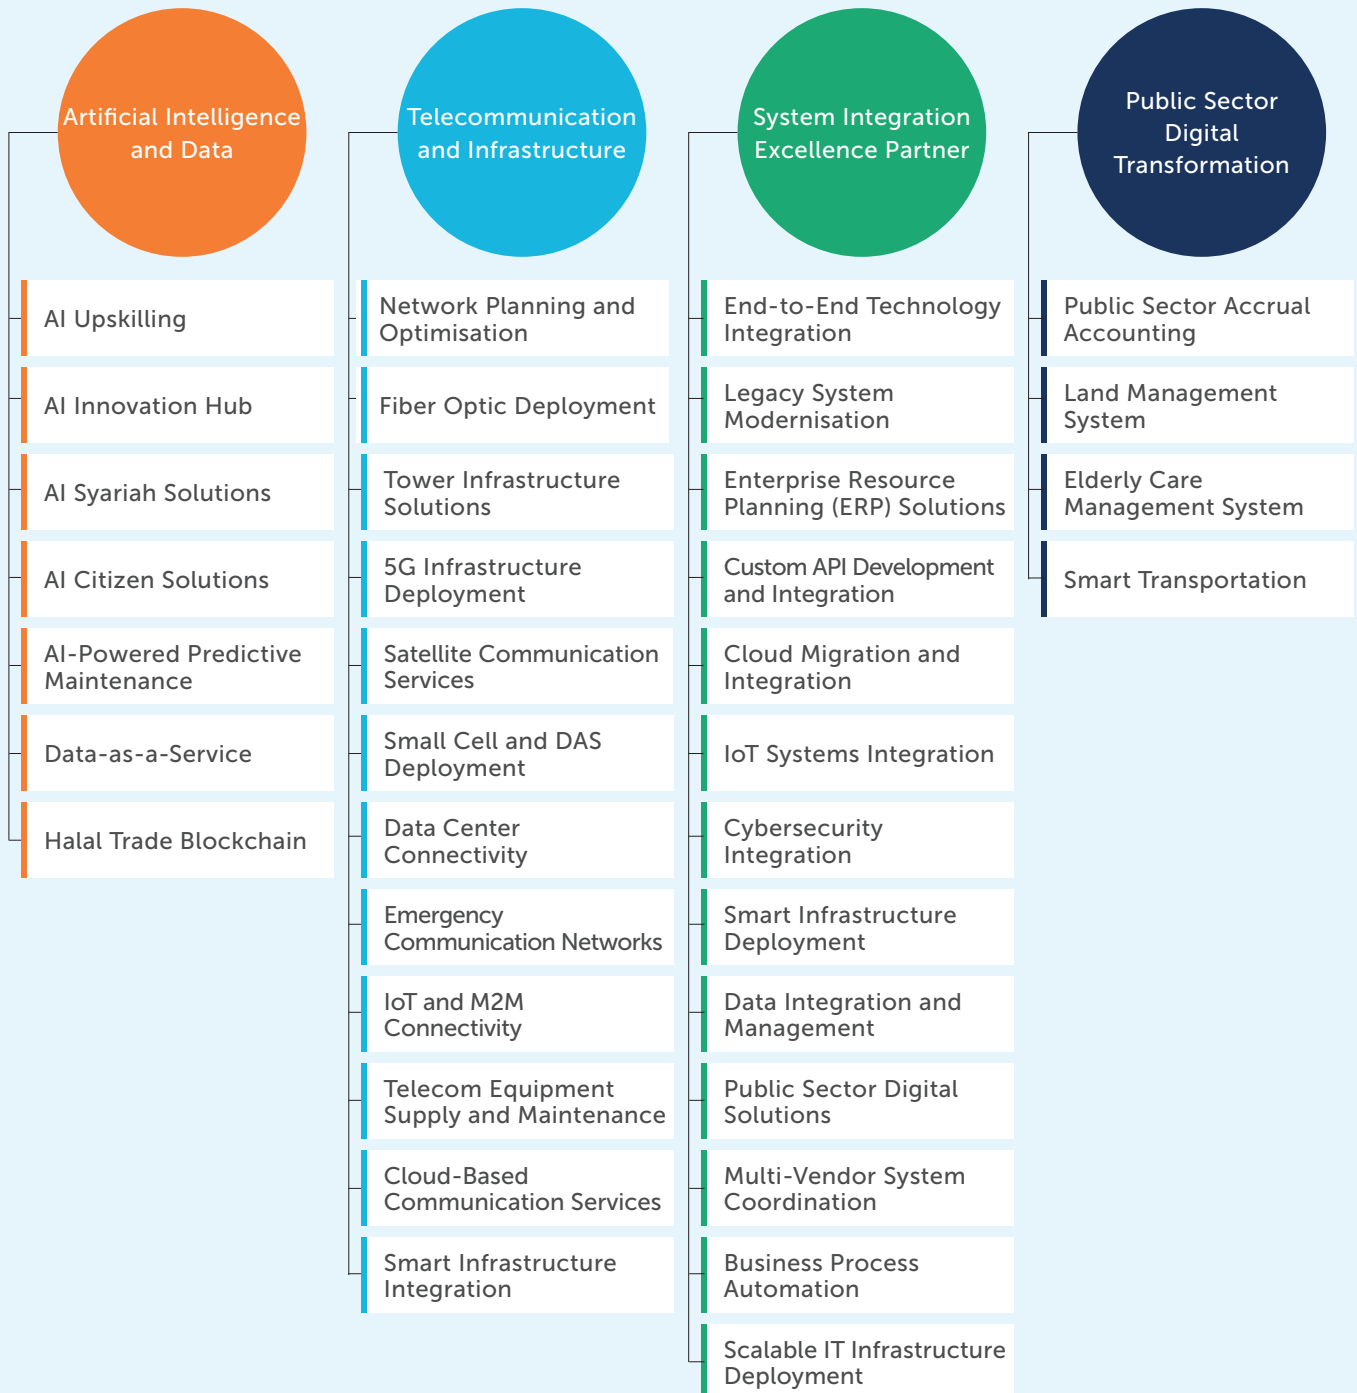 Artificial Intelligence
and Data
AI Upskilling
AI Innovation Hub
AI Syariah Solutions
AI Citizen Solutions
AI-Powered Predictive
Maintenance
Data-as-a-Service
Halal Trade Blockchain
Telecommunication
and Infrastructure
Network Planning and
Optimisation
Fiber Optic Deployment
Tower Infrastructure
Solutions
5G Infrastructure
Deployment
Satellite Communication
Services
Small Cell and DAS
Deployment
Data Center
Connectivity
Emergency
Communication Networks
IoT and M2M
Connectivity
Telecom Equipment
Supply and Maintenance
Cloud-Based
Communication Services
Smart Infrastructure
Integration
System Integration
Excellence Partner
End-to-End Technology
Integration
Legacy System
Modernisation
Enterprise Resource
Planning (ERP) Solutions
Custom API Development
and Integration
Cloud Migration and
Integration
IoT Systems Integration
Cybersecurity
Integration
Smart Infrastructure
Deployment
Data Integration and
Management
Public Sector Digital
Solutions
Multi-Vendor System
Coordination
Business Process
Automation
Scalable IT Infrastructure
Deployment
Public Sector
Digital
Transformation
Public Sector Accrual
Accounting
Land Management
System
Elderly Care
Management System
Smart Transportation